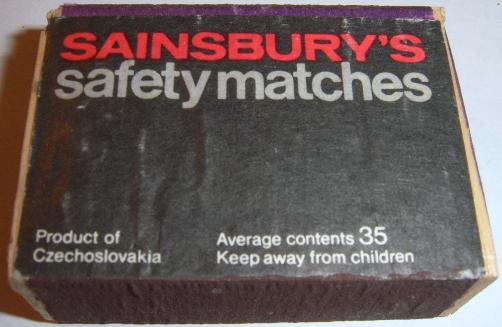 SAINSBURY'S
safety matches
Product of
Czechoslovakia
Average contents 35
Keep away from children